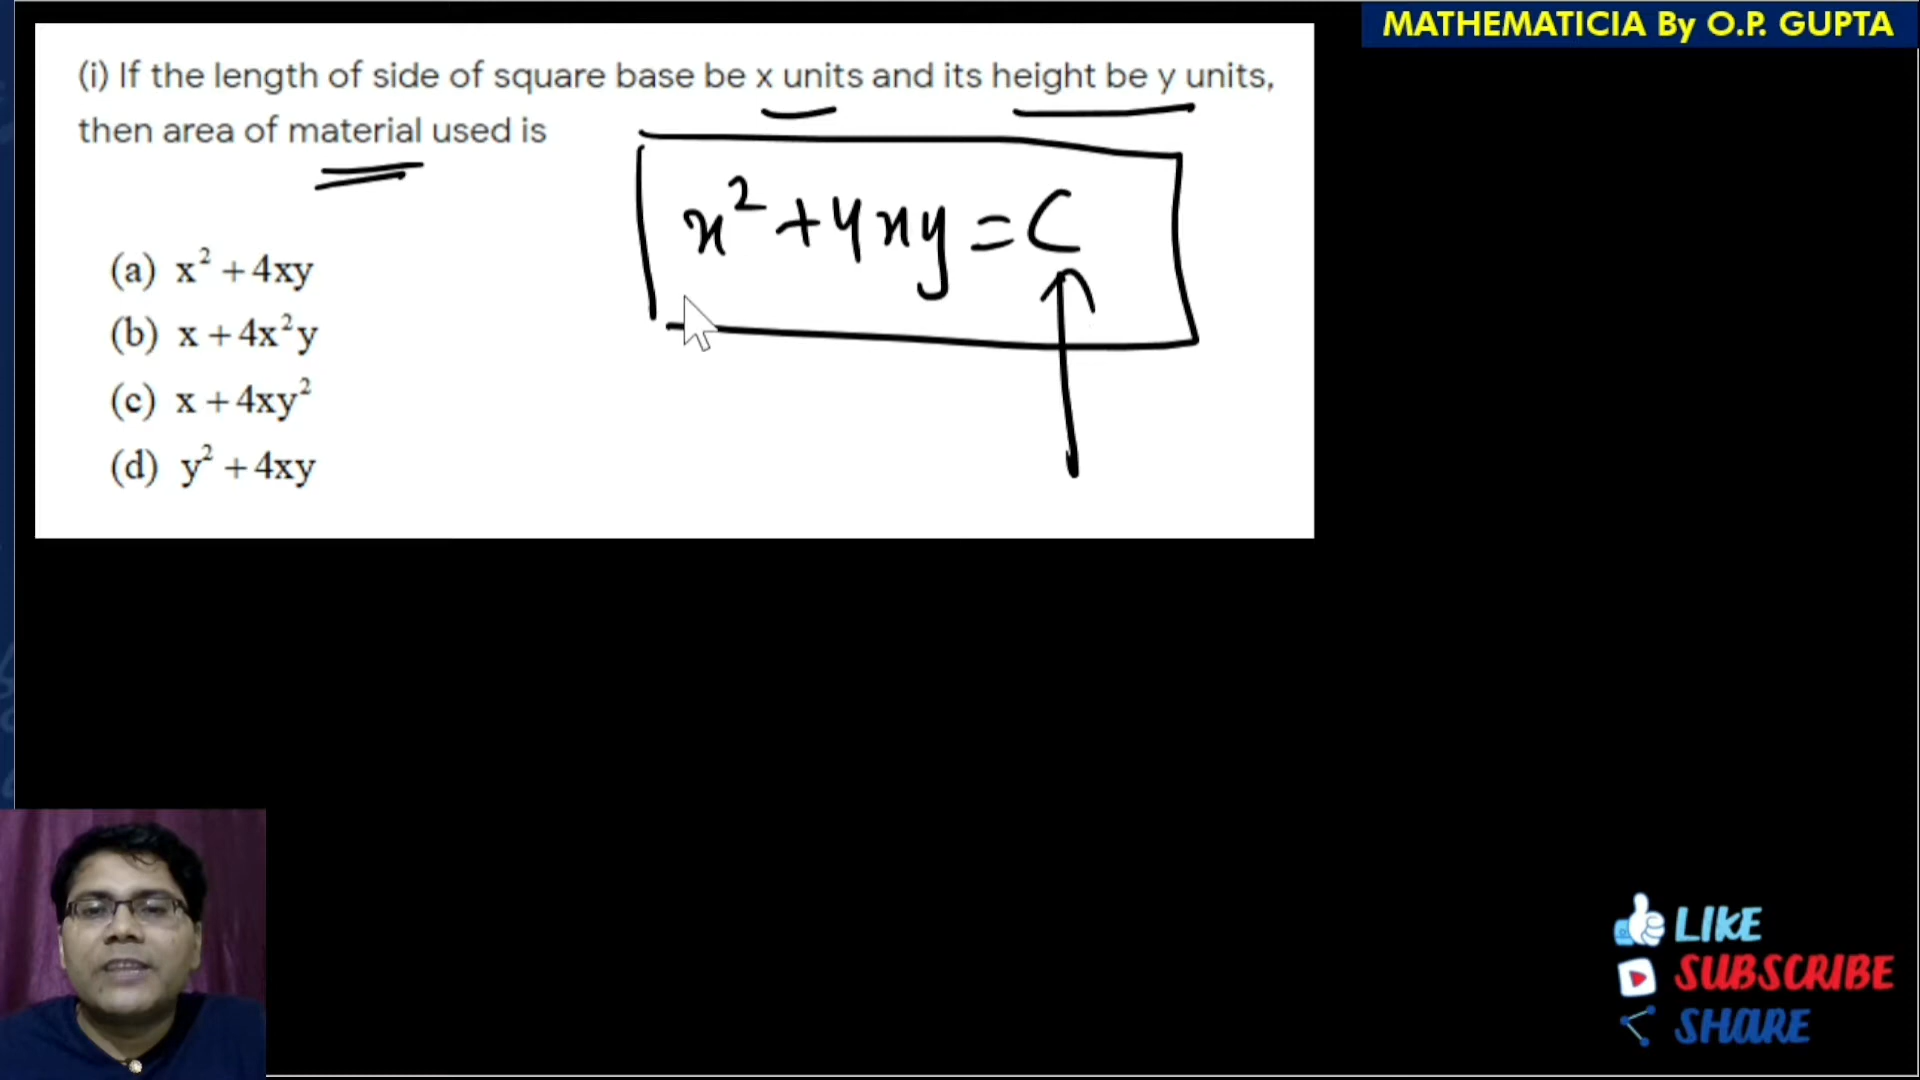 MATHEMATICIA By O.P. GUPTA
(i) If the length of side of square base be x units and its height be y units,
then area of material used is
x² + 4xy = C
(a) x² + 4xy
(b) x + 4x²y
(c) x + 4xy²
(d) y² + 4xy
LIKE
SUBSCRIBE
SHARE